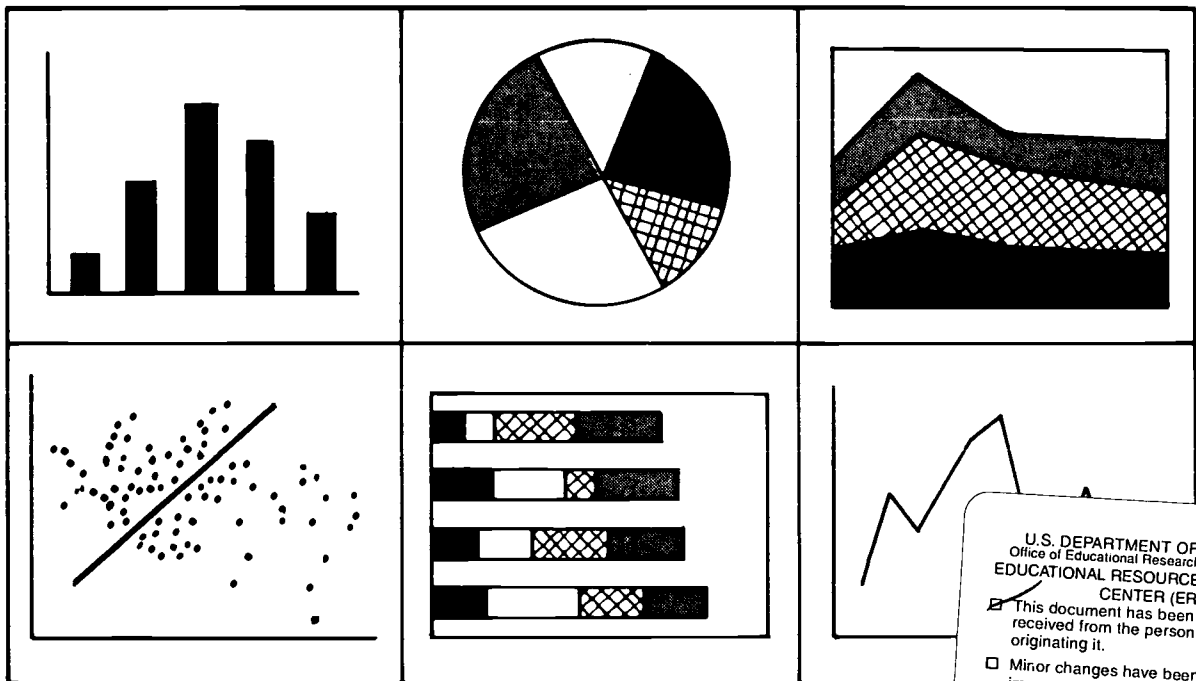 U.S. DEPARTMENT OF
Office of Educational Research
EDUCATIONAL RESOURCE
CENTER (ER
☐ This document has been
received from the person
originating it.
☐ Minor changes have been